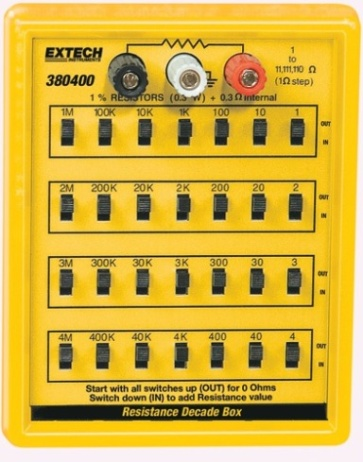 EXTECH
INSTRUMENTS
380400
1
to
11,111,110 Ω
(1Ω step)
1 % RESISTORS (0.3 W) + 0.3 Ω internal
1M 100K 10K 1K 100 10 1
OUT
IN
2M 200K 20K 2K 200 20 2
OUT
IN
3M 300K 30K 3K 300 30 3
OUT
IN
4M 400K 40K 4K 400 40 4
OUT
IN
Start with all switches up (OUT) for 0 Ohms
Switch down (IN) to add Resistance value
Resistance Decade Box